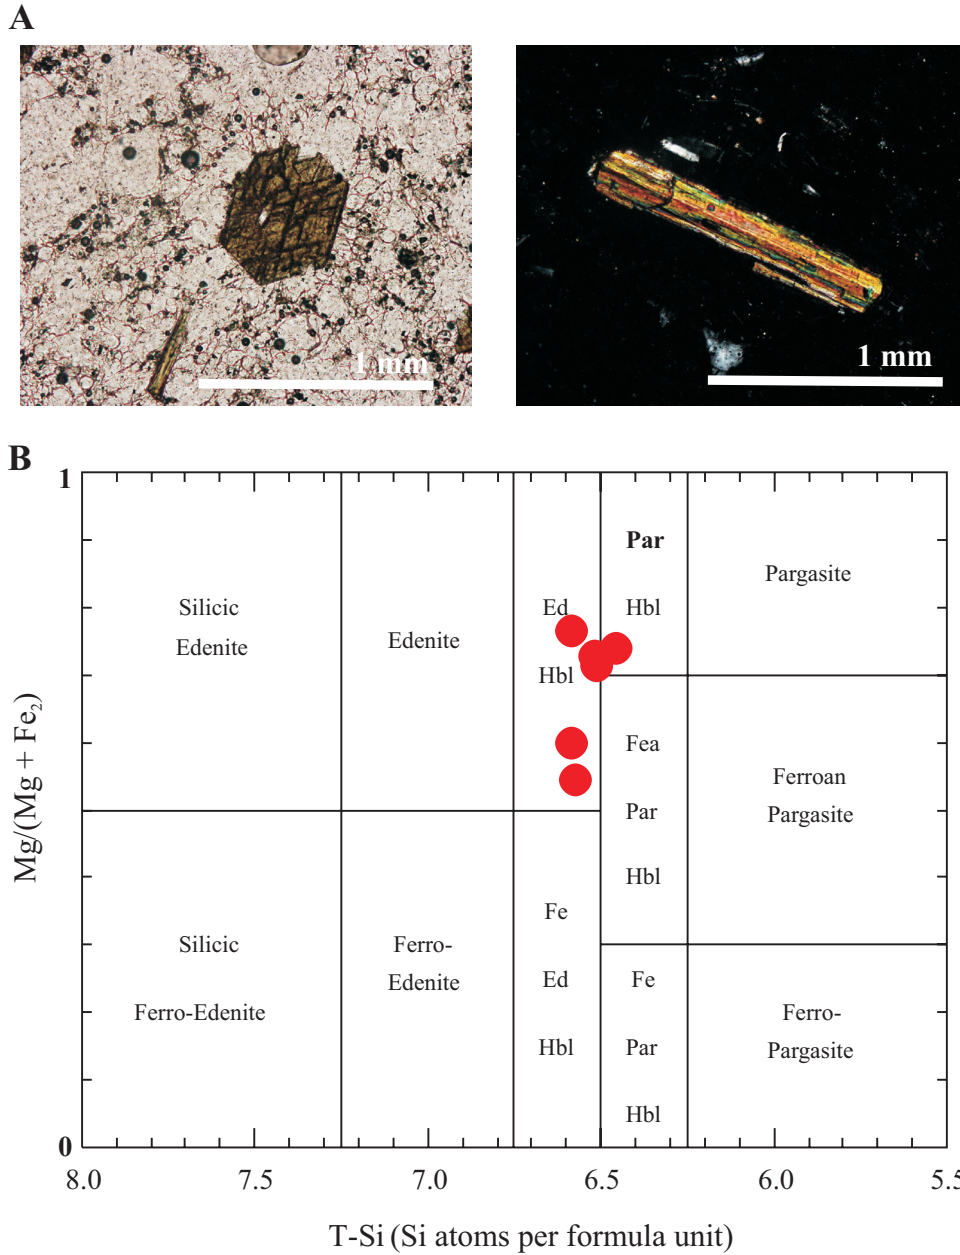 A
1 mm
1 mm
B
1
Par
Pargasite
Silicic
Ed
Hbl
Edenite
Edenite
Hbl
Fea
Ferroan
Par
Pargasite
Hbl
Fe
Silicic
Ferro-
Edenite
Ed
Fe
Ferro-Edenite
Ferro-
Hbl
Par
Pargasite
Hbl
0
8.0
7.5
7.0
6.5
6.0
5.5
Mg/(Mg + Fe₂)
T-Si (Si atoms per formula unit)